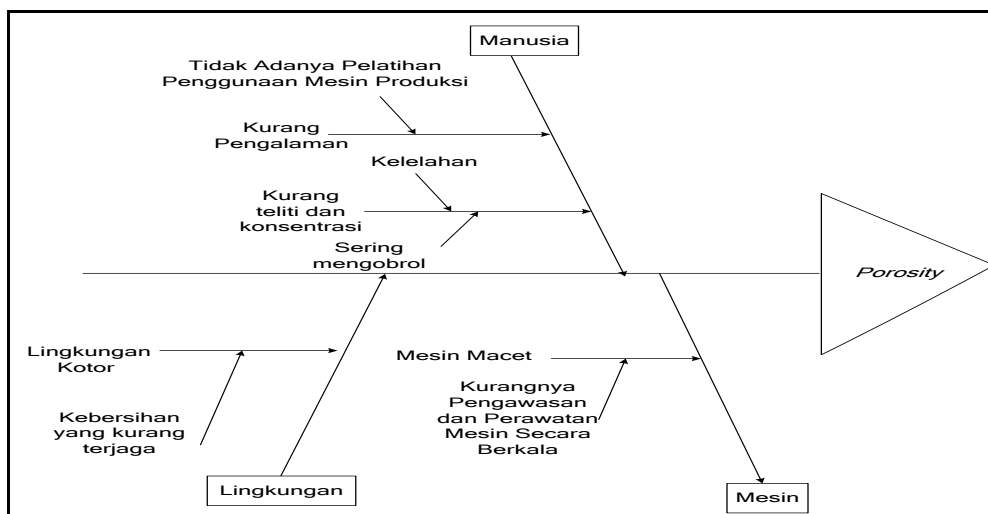 Manusia
Tidak Adanya Pelatihan
Penggunaan Mesin Produksi
Kurang
Pengalaman
Kelelahan
Kurang
teliti dan
konsentrasi
Sering
mengobrol
Porosity
Lingkungan
Kotor
Mesin Macet
Kurangnya
Pengawasan
dan Perawatan
Mesin Secara
Berkala
Kebersihan
yang kurang
terjaga
Lingkungan
Mesin